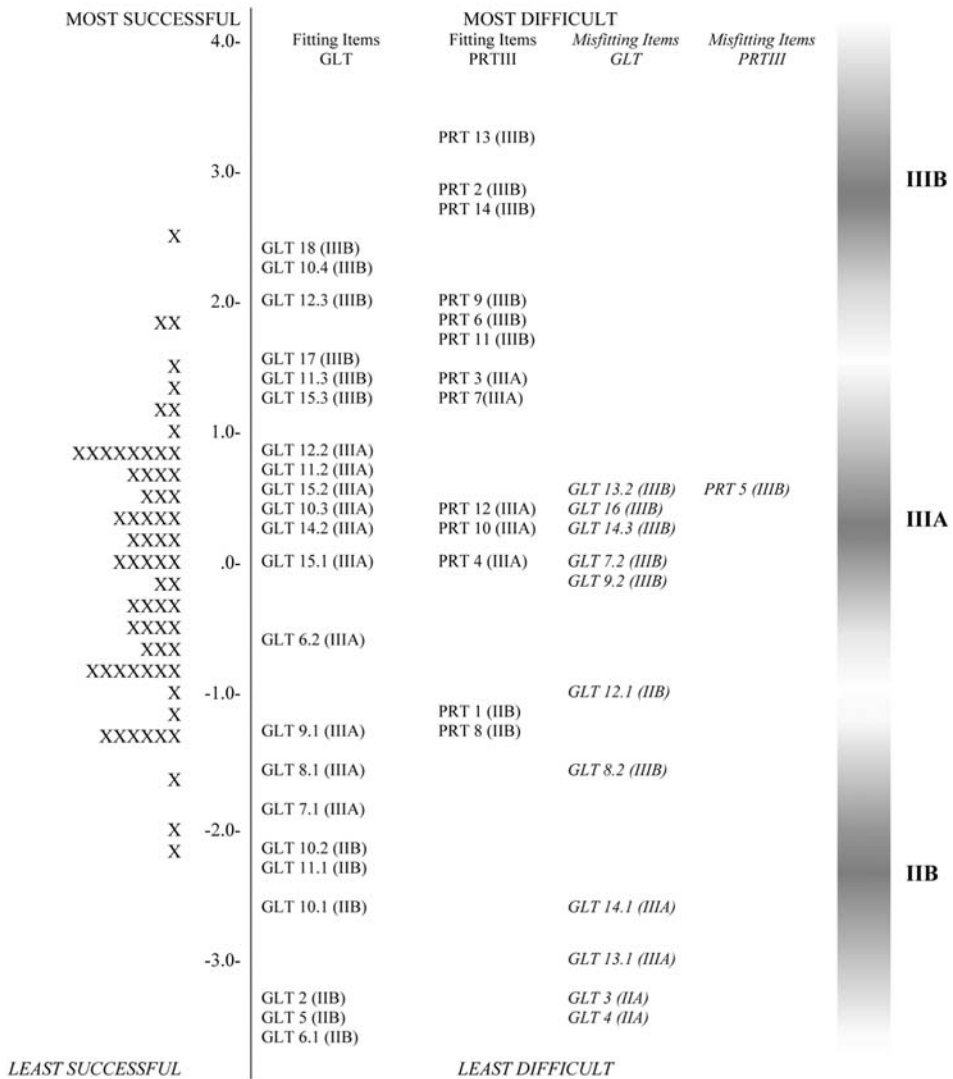 MOST SUCCESSFUL MOST DIFFICULT
4.0- Fitting Items Fitting Items Misfitting Items Misfitting Items
GLT PRTIII GLT PRTIII
PRT 13 (IIIB)
3.0- IIIB
PRT 2 (IIIB)
PRT 14 (IIIB)
X
GLT 18 (IIIB)
GLT 10.4 (IIIB)
2.0- GLT 12.3 (IIIB) PRT 9 (IIIB)
XX PRT 6 (IIIB)
PRT 11 (IIIB)
GLT 17 (IIIB)
X
GLT 11.3 (IIIB) PRT 3 (IIIA)
X
GLT 15.3 (IIIB) PRT 7(IIIA)
XX
X 1.0-
XXXXXXXX GLT 12.2 (IIIA)
XXXX GLT 11.2 (IIIA)
XXX GLT 15.2 (IIIA) GLT 13.2 (IIIB) PRT 5 (IIIB)
XXXXX GLT 10.3 (IIIA) PRT 12 (IIIA) GLT 16 (IIIB) IIIA
XXXX GLT 14.2 (IIIA) PRT 10 (IIIA) GLT 14.3 (IIIB)
XXXXX .0- GLT 15.1 (IIIA) PRT 4 (IIIA) GLT 7.2 (IIIB)
XX GLT 9.2 (IIIB)
XXXX
XXXX
GLT 6.2 (IIIA)
XXX
XXXXXXX
X -1.0- GLT 12.1 (IIB)
X PRT 1 (IIB)
XXXXXX GLT 9.1 (IIIA) PRT 8 (IIB)
X GLT 8.1 (IIIA) GLT 8.2 (IIIB)
GLT 7.1 (IIIA)
X -2.0-
X GLT 10.2 (IIB)
GLT 11.1 (IIB) IIB
GLT 10.1 (IIB) GLT 14.1 (IIIA)
-3.0- GLT 13.1 (IIIA)
GLT 2 (IIB) GLT 3 (IIA)
GLT 5 (IIB) GLT 4 (IIA)
GLT 6.1 (IIB)
LEAST SUCCESSFUL LEAST DIFFICULT